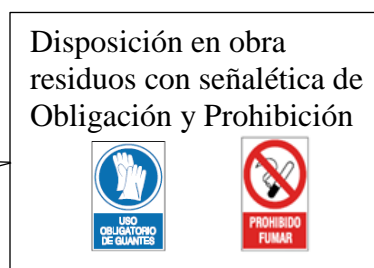 Disposición en obra
residuos con señalética de
Obligación y Prohibición
USO
OBLIGATORIO
DE GUANTES
PROHIBIDO
FUMAR